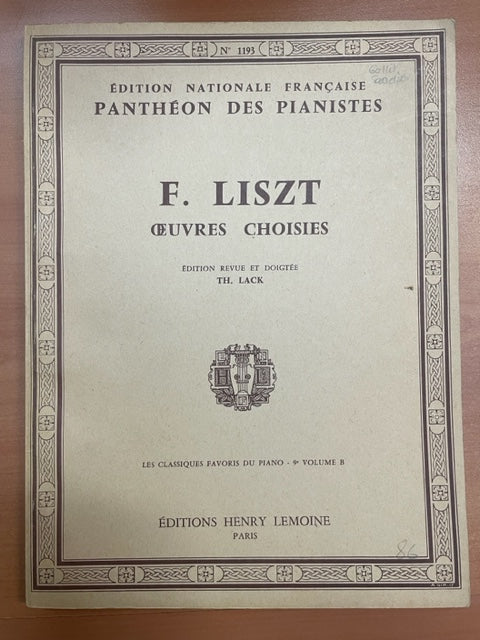 N° 1193
ÉDITION NATIONALE FRANÇAISE
PANTHÉON DES PIANISTES
F. LISZT
ŒUVRES CHOISIES
ÉDITION REVUE ET DOIGTÉE
TH. LACK
LES CLASSIQUES FAVORIS DU PIANO - 9e VOLUME B
ÉDITIONS HENRY LEMOINE
PARIS
86